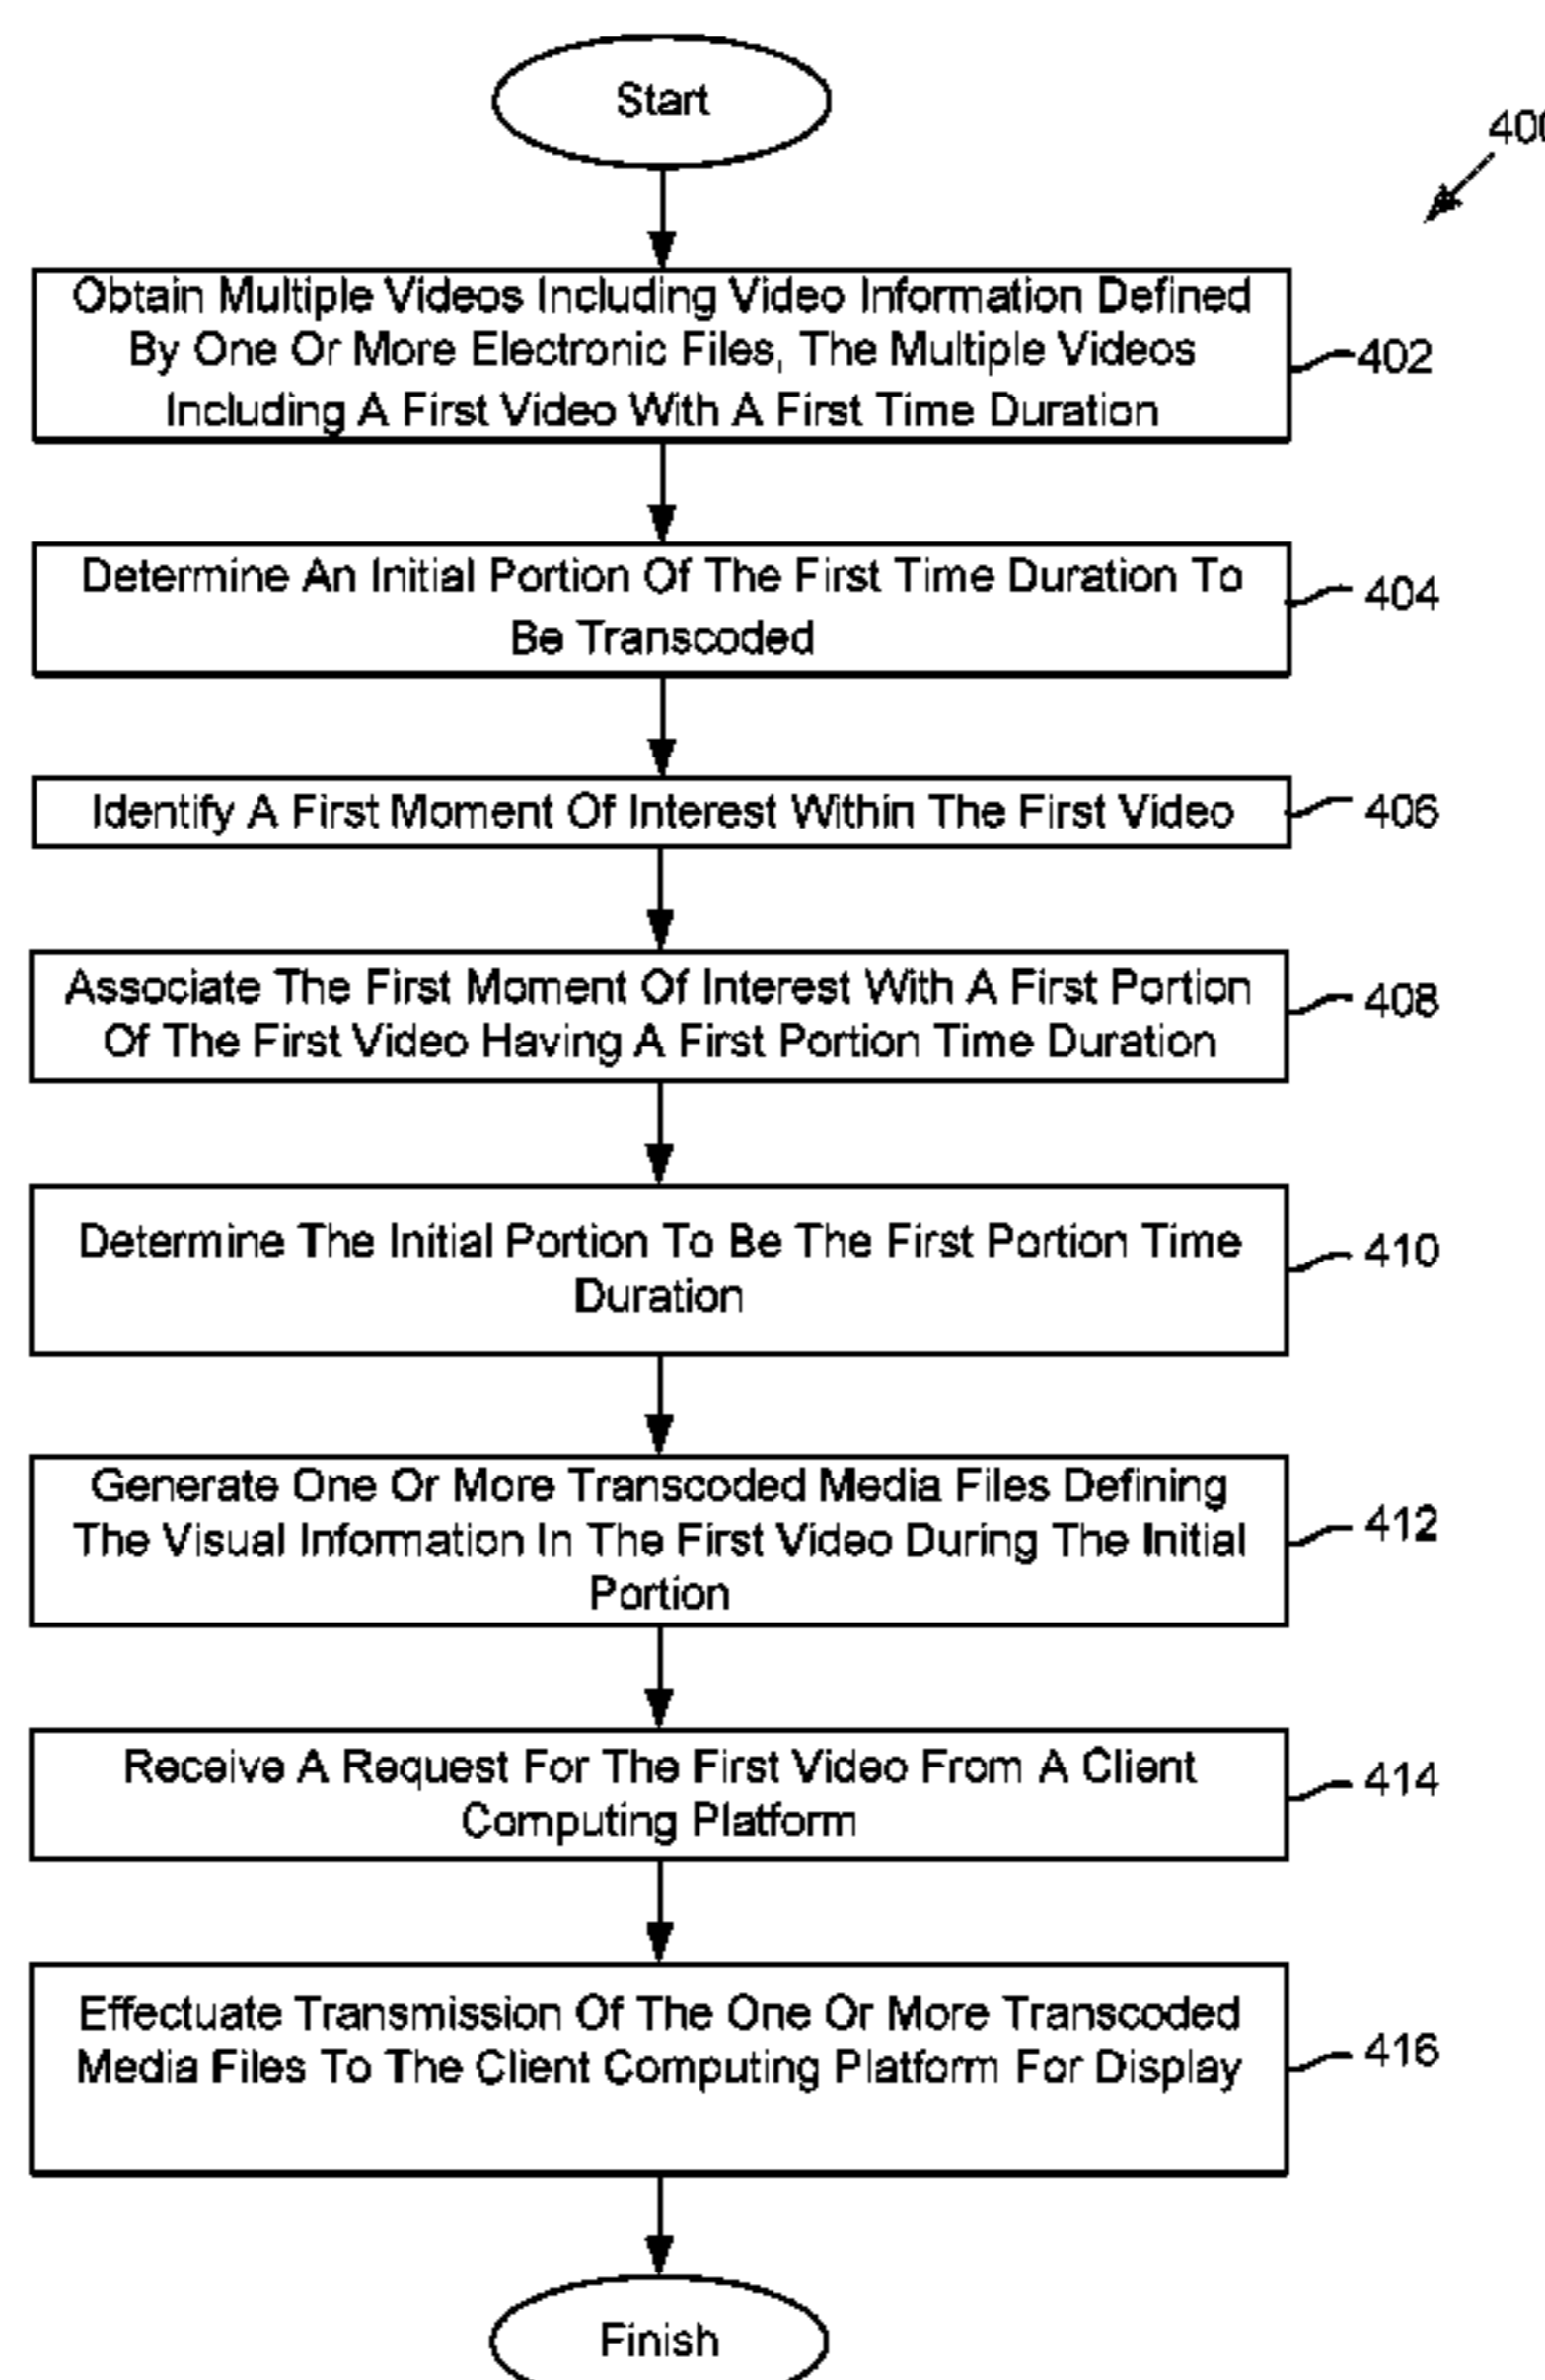 Start
400
Obtain Multiple Videos Including Video Information Defined
By One Or More Electronic Files, The Multiple Videos
Including A First Video With A First Time Duration
402
Determine An Initial Portion Of The First Time Duration To
Be Transcoded
404
Identify A First Moment Of Interest Within The First Video
406
Associate The First Moment Of Interest With A First Portion
Of The First Video Having A First Portion Time Duration
408
Determine The Initial Portion To Be The First Portion Time
Duration
410
Generate One Or More Transcoded Media Files Defining
The Visual Information In The First Video During The Initial
Portion
412
Receive A Request For The First Video From A Client
Computing Platform
414
Effectuate Transmission Of The One Or More Transcoded
Media Files To The Client Computing Platform For Display
416
Finish